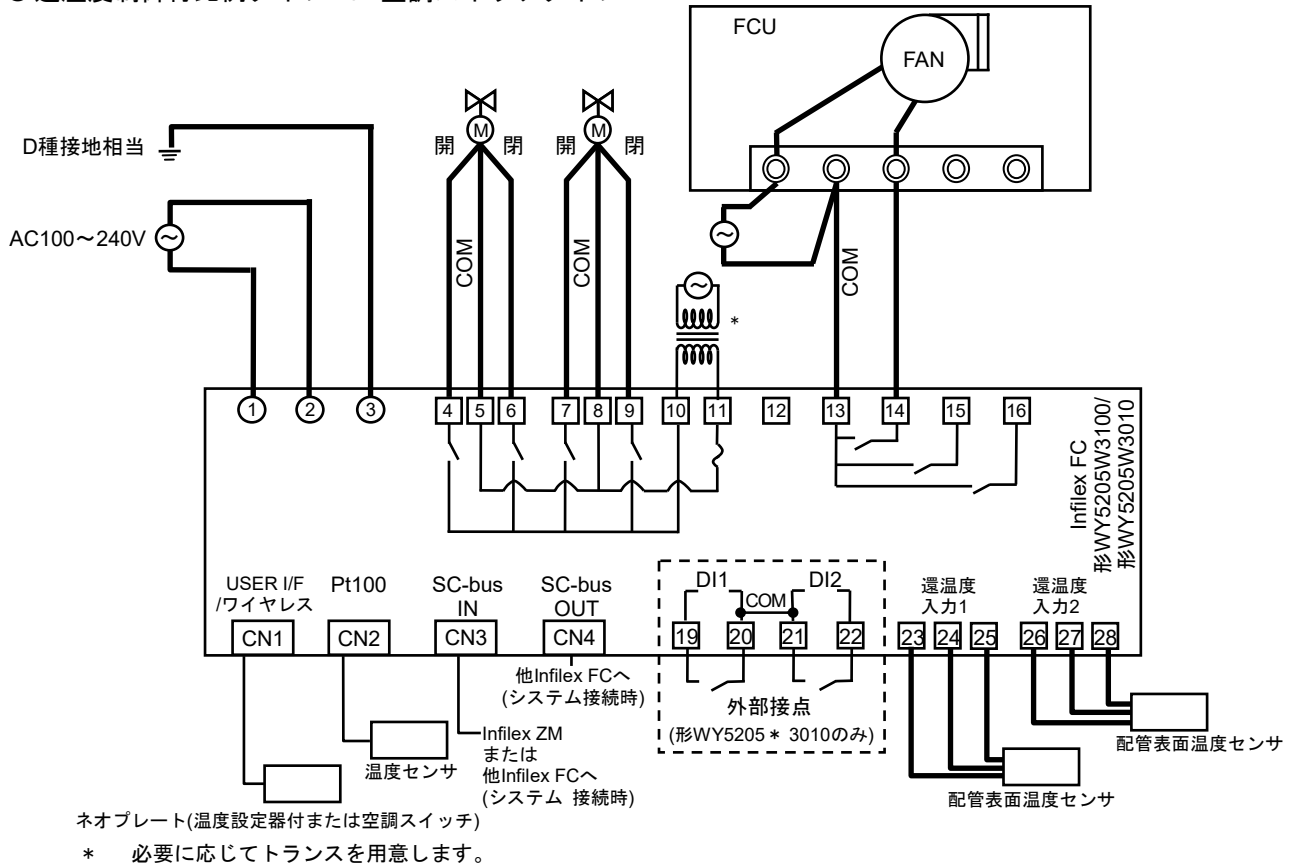 FCU
FAN
D種接地相当
AC100～240V
開 M 閉
開 M 閉
COM
COM
COM
*
1 2 3 4 5 6 7 8 9 10 11 12 13 14 15 16
Infilex FC
形WY5205W3100/
形WY5205W3010
USER I/F
/ワイヤレス
CN1
Pt100
CN2
SC-bus
IN
CN3
SC-bus
OUT
CN4
DI1 DI2
COM
19 20 21 22
還温度
入力1
還温度
入力2
23 24 25 26 27 28
他Infilex FCへ
(システム接続時)
外部接点
(形WY5205＊ 3010のみ)
Infilex ZM
または
他Infilex FCへ
(システム 接続時)
温度センサ
配管表面温度センサ
配管表面温度センサ
ネオプレート(温度設定器付または空調スイッチ)
* 必要に応じてトランスを用意します。